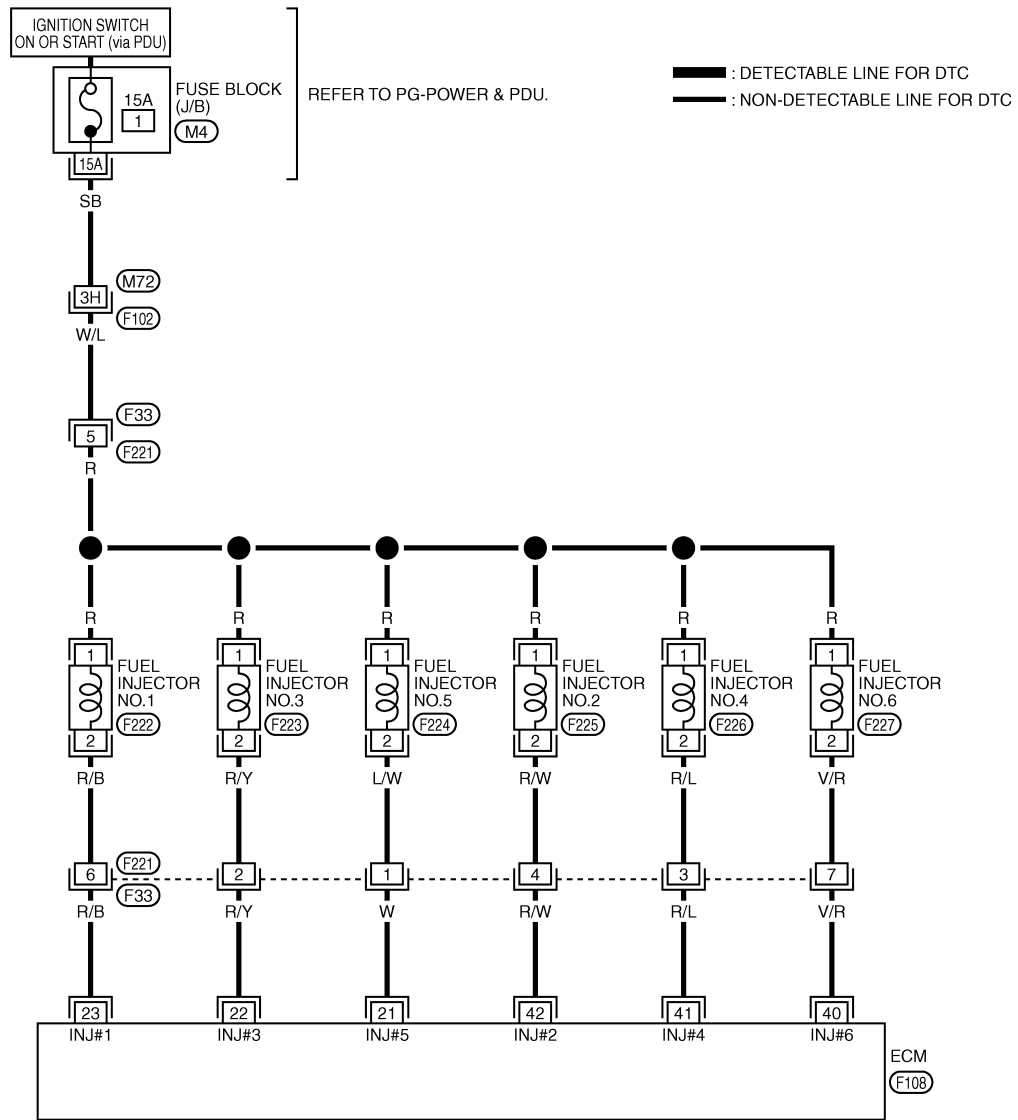 IGNITION SWITCH
ON OR START (via PDU)
15A
1
FUSE BLOCK
(J/B)
M4
REFER TO PG-POWER & PDU.
: DETECTABLE LINE FOR DTC
: NON-DETECTABLE LINE FOR DTC
15A
SB
3H
M72
F102
W/L
5
F33
F221
R
R R R R R R
1 1 1 1 1 1
FUEL
INJECTOR
NO.1
F222
FUEL
INJECTOR
NO.3
F223
FUEL
INJECTOR
NO.5
F224
FUEL
INJECTOR
NO.2
F225
FUEL
INJECTOR
NO.4
F226
FUEL
INJECTOR
NO.6
F227
2 2 2 2 2 2
R/B R/Y L/W R/W R/L V/R
F221
6 2 1 4 3 7
F33
R/B R/Y W R/W R/L V/R
23 22 21 42 41 40
INJ#1 INJ#3 INJ#5 INJ#2 INJ#4 INJ#6
ECM
F108